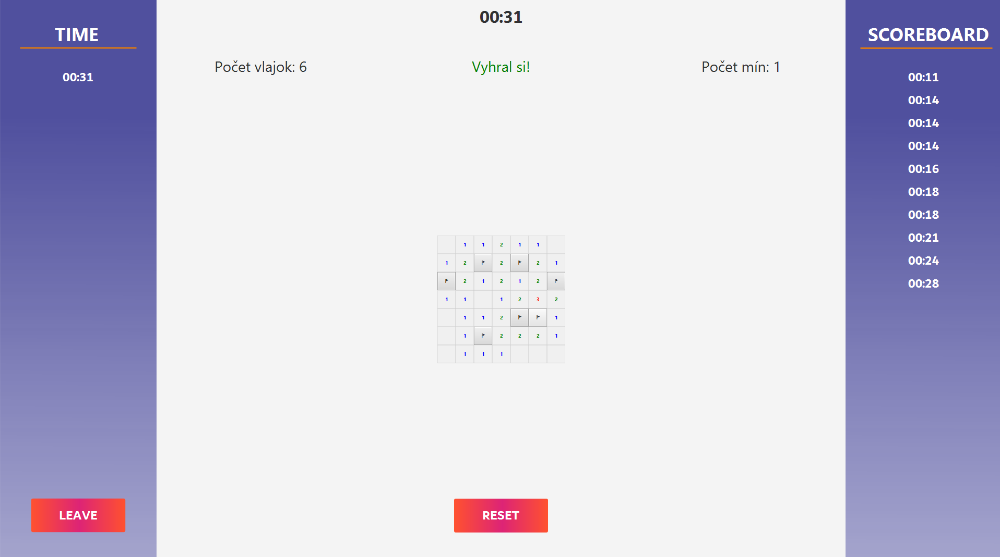 TIME
00:31
LEAVE
00:31
Počet vlajok: 6
Vyhral si!
Počet mín: 1
1 1 2 1 1
1 2 2 2 1
2 1 2 1 2
1 1 1 2 3 2
1 1 2 1
1 2 2 2 1
1 1 1
RESET
SCOREBOARD
00:11
00:14
00:14
00:14
00:16
00:18
00:18
00:21
00:24
00:28